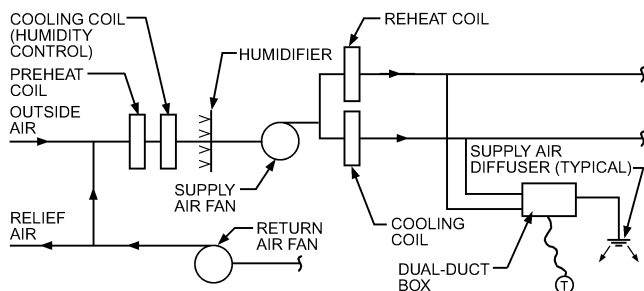 COOLING COIL
(HUMIDITY
CONTROL)
REHEAT COIL
HUMIDIFIER
PREHEAT
COIL
OUTSIDE
AIR
SUPPLY AIR
DIFFUSER (TYPICAL)
SUPPLY
AIR FAN
RELIEF
AIR
RETURN
AIR FAN
COOLING
COIL
DUAL-DUCT
BOX
T